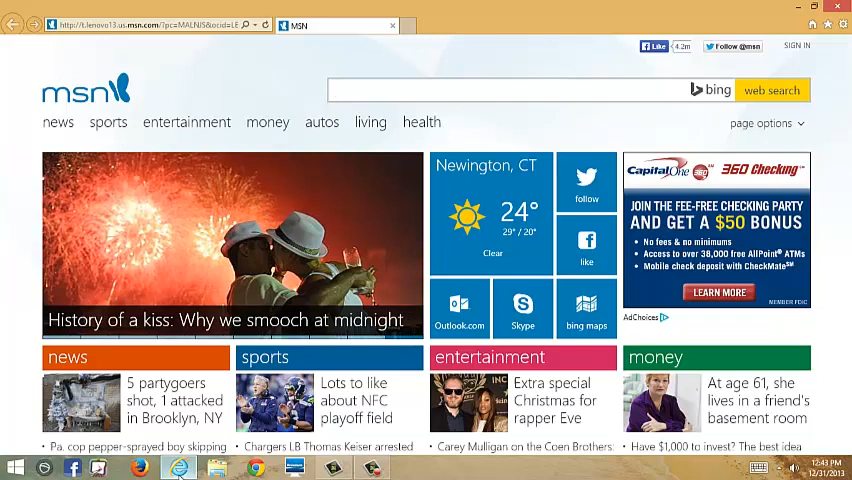 http://t.lenovo13.us.msn.com/?pc=MALNJS&ocid=LE
MSN
Like 4.2m
Follow @msn
SIGN IN
msn
bing
web search
news sports entertainment money autos living health
page options
Newington, CT
24°
29° / 20°
Clear
follow
like
Outlook.com
Skype
bing maps
History of a kiss: Why we smooch at midnight
Capital One 360
360 Checking
JOIN THE FEE-FREE CHECKING PARTY
AND GET A $50 BONUS
• No fees & no minimums
• Access to over 38,000 free AllPoint® ATMs
• Mobile check deposit with CheckMate℠
LEARN MORE
MEMBER FDIC
AdChoices
news
5 partygoers
shot, 1 attacked
in Brooklyn, NY
Pa. cop pepper-sprayed boy skipping
sports
Lots to like
about NFC
playoff field
Chargers LB Thomas Keiser arrested
entertainment
Extra special
Christmas for
rapper Eve
Carey Mulligan on the Coen Brothers:
money
At age 61, she
lives in a friend's
basement room
Have $1,000 to invest? The best idea
12:43 PM
12/31/2013